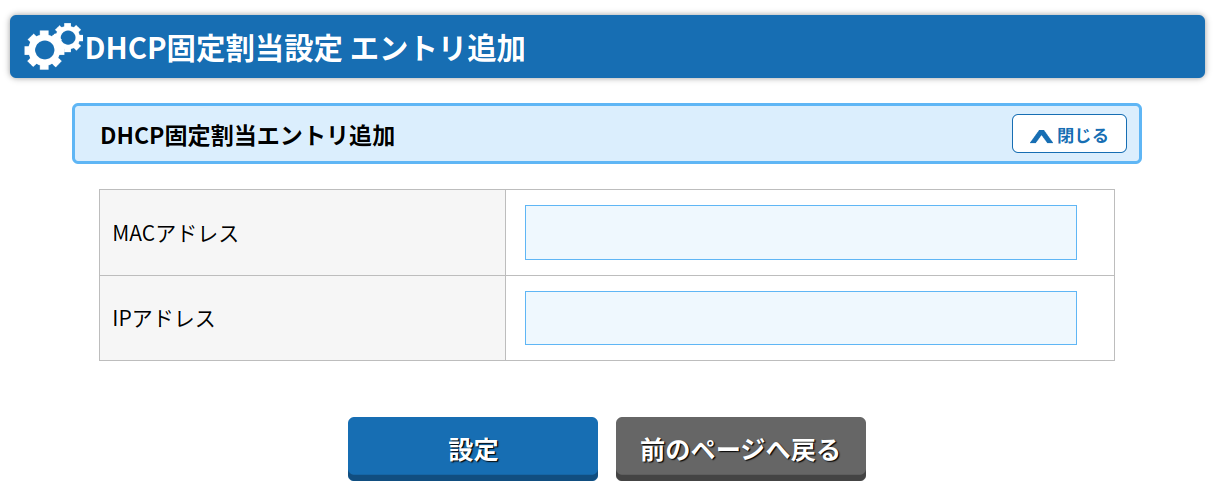 DHCP固定割当設定 エントリ追加
DHCP固定割当エントリ追加
閉じる
MACアドレス
IPアドレス
設定
前のページへ戻る